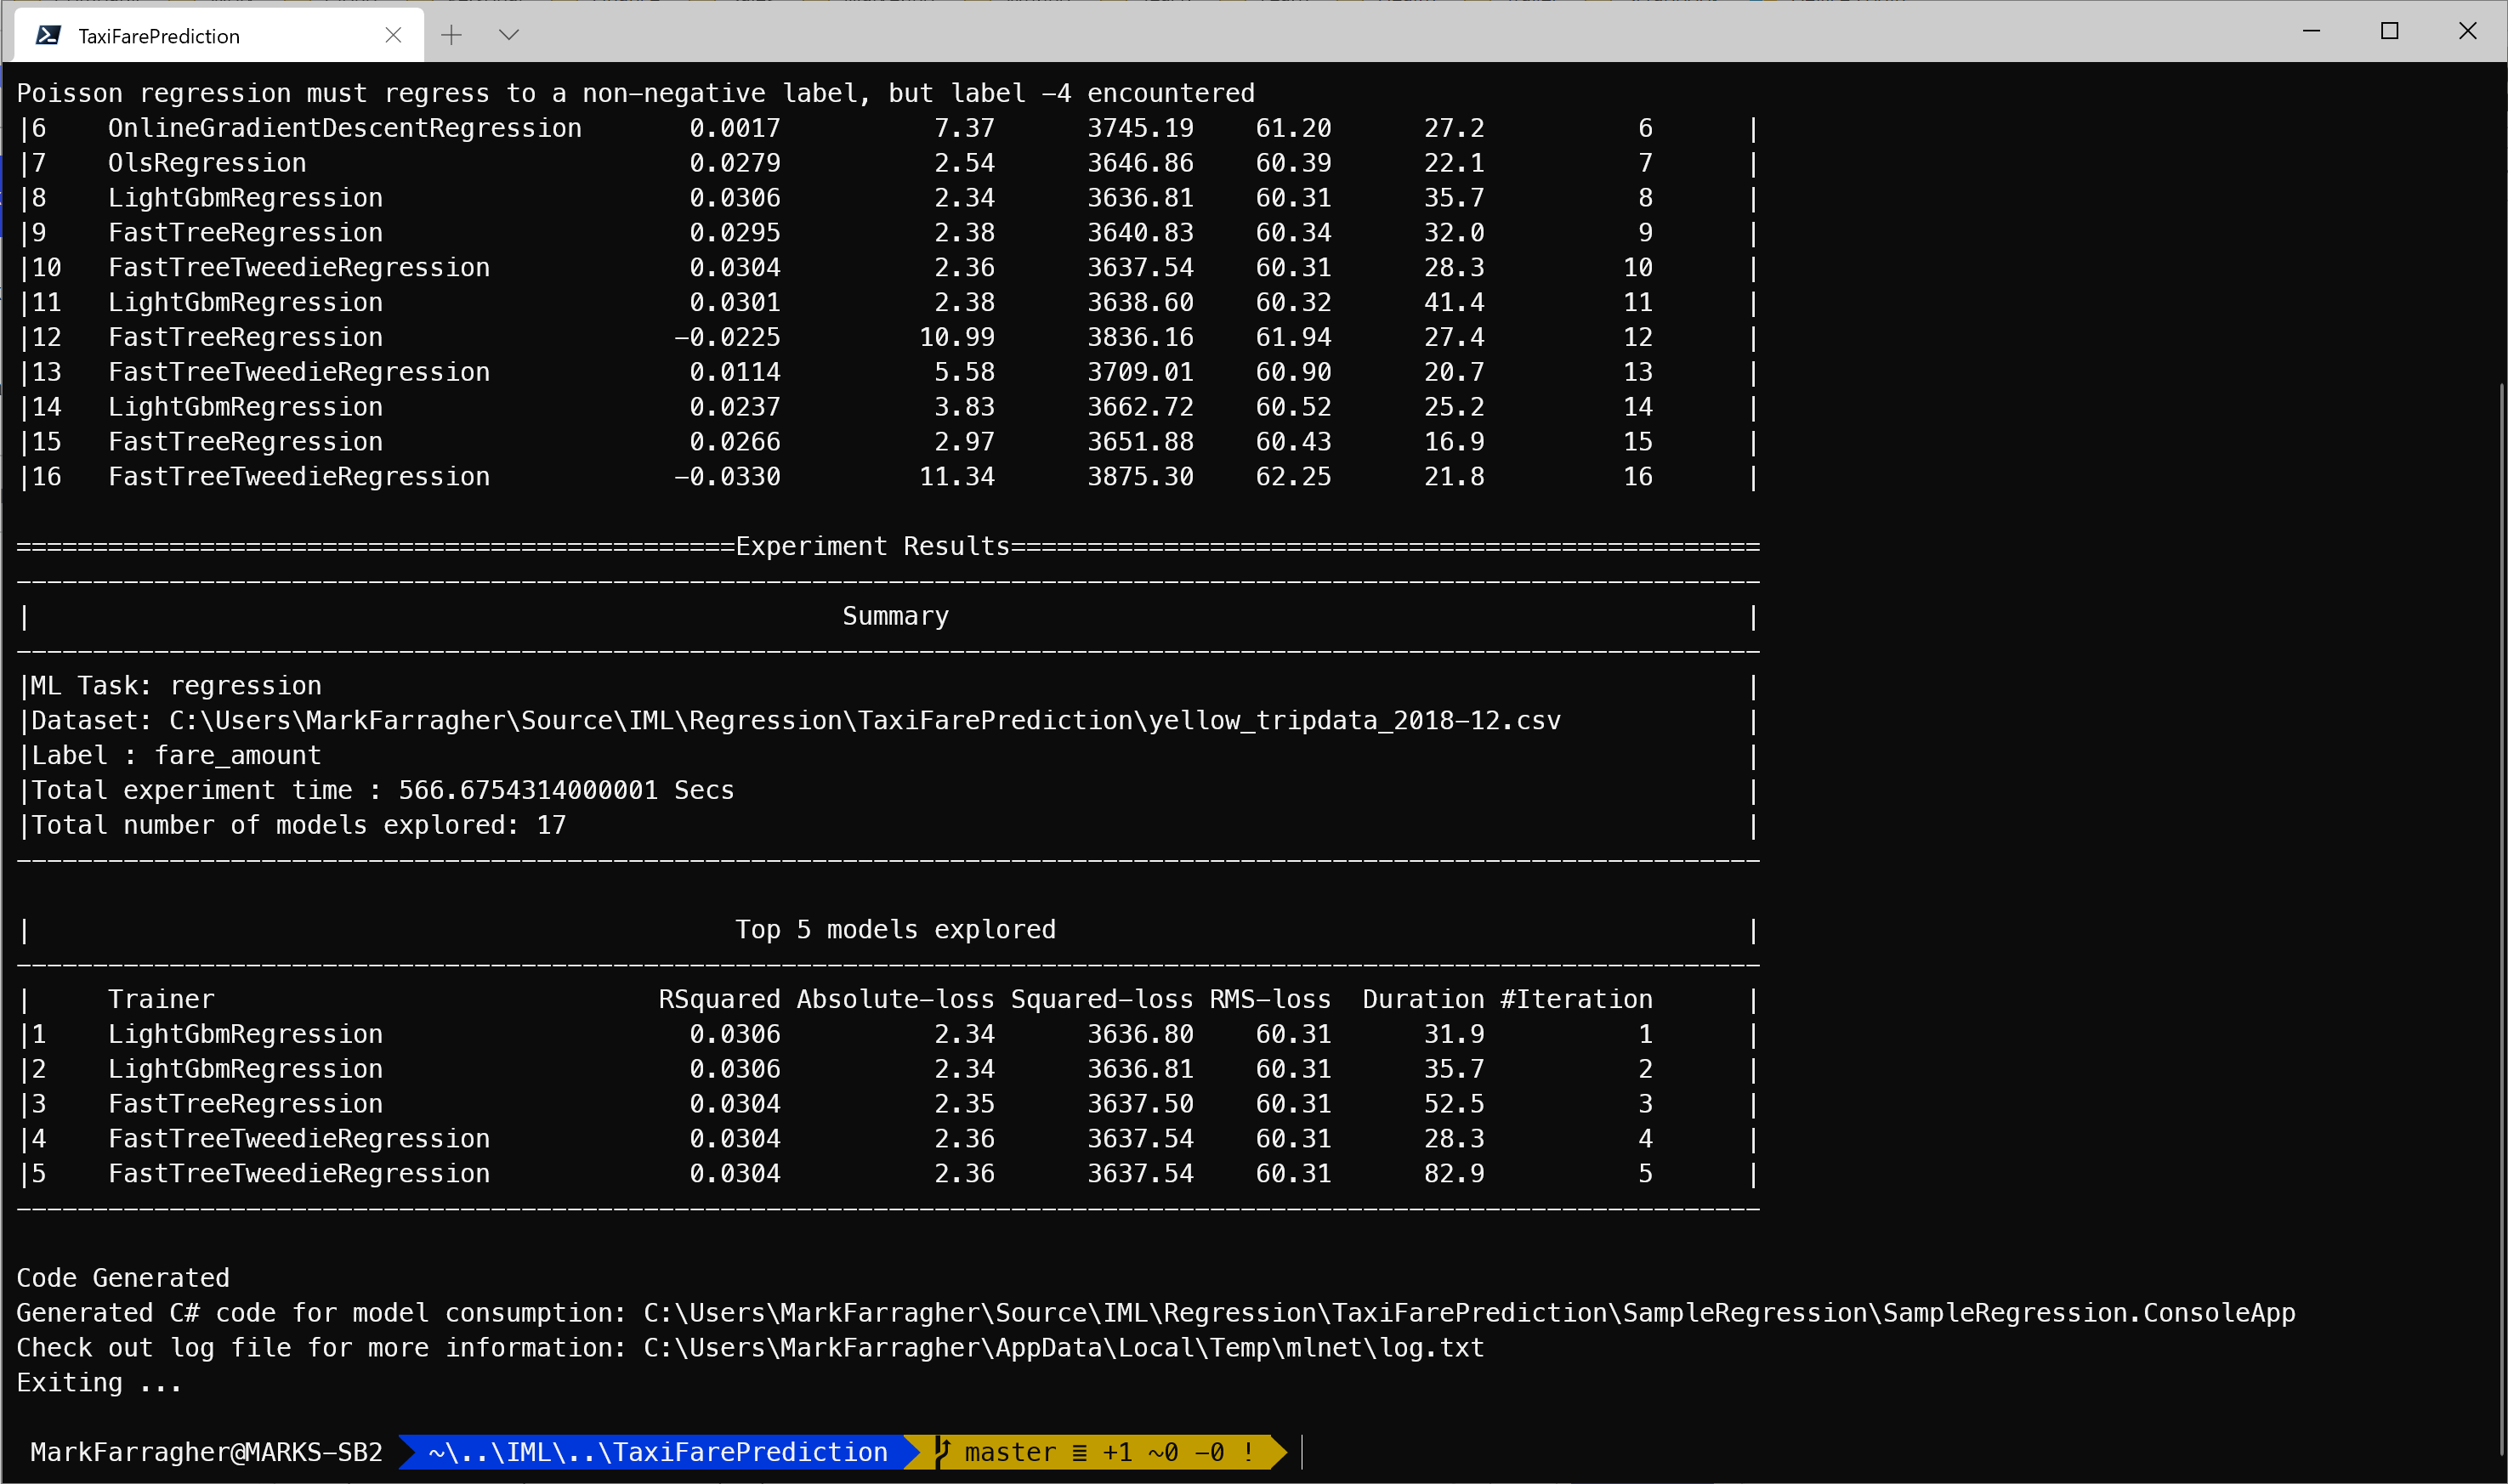 TaxiFarePrediction
Poisson regression must regress to a non-negative label, but label -4 encountered
|6 OnlineGradientDescentRegression 0.0017 7.37 3745.19 61.20 27.2 6 |
|7 OlsRegression 0.0279 2.54 3646.86 60.39 22.1 7 |
|8 LightGbmRegression 0.0306 2.34 3636.81 60.31 35.7 8 |
|9 FastTreeRegression 0.0295 2.38 3640.83 60.34 32.0 9 |
|10 FastTreeTweedieRegression 0.0304 2.36 3637.54 60.31 28.3 10 |
|11 LightGbmRegression 0.0301 2.38 3638.60 60.32 41.4 11 |
|12 FastTreeRegression -0.0225 10.99 3836.16 61.94 27.4 12 |
|13 FastTreeTweedieRegression 0.0114 5.58 3709.01 60.90 20.7 13 |
|14 LightGbmRegression 0.0237 3.83 3662.72 60.52 25.2 14 |
|15 FastTreeRegression 0.0266 2.97 3651.88 60.43 16.9 15 |
|16 FastTreeTweedieRegression -0.0330 11.34 3875.30 62.25 21.8 16 |
===============================================Experiment Results=================================================
------------------------------------------------------------------------------------------------------------------
| Summary |
------------------------------------------------------------------------------------------------------------------
|ML Task: regression |
|Dataset: C:\Users\MarkFarragher\Source\IML\Regression\TaxiFarePrediction\yellow_tripdata_2018-12.csv |
|Label : fare_amount |
|Total experiment time : 566.6754314000001 Secs |
|Total number of models explored: 17 |
------------------------------------------------------------------------------------------------------------------
| Top 5 models explored |
------------------------------------------------------------------------------------------------------------------
| Trainer RSquared Absolute-loss Squared-loss RMS-loss Duration #Iteration |
|1 LightGbmRegression 0.0306 2.34 3636.80 60.31 31.9 1 |
|2 LightGbmRegression 0.0306 2.34 3636.81 60.31 35.7 2 |
|3 FastTreeRegression 0.0304 2.35 3637.50 60.31 52.5 3 |
|4 FastTreeTweedieRegression 0.0304 2.36 3637.54 60.31 28.3 4 |
|5 FastTreeTweedieRegression 0.0304 2.36 3637.54 60.31 82.9 5 |
------------------------------------------------------------------------------------------------------------------
Code Generated
Generated C# code for model consumption: C:\Users\MarkFarragher\Source\IML\Regression\TaxiFarePrediction\SampleRegression\SampleRegression.ConsoleApp
Check out log file for more information: C:\Users\MarkFarragher\AppData\Local\Temp\mlnet\log.txt
Exiting ...
MarkFarragher@MARKS-SB2 ~\..\IML\..\TaxiFarePrediction master ≣ +1 ~0 -0 !